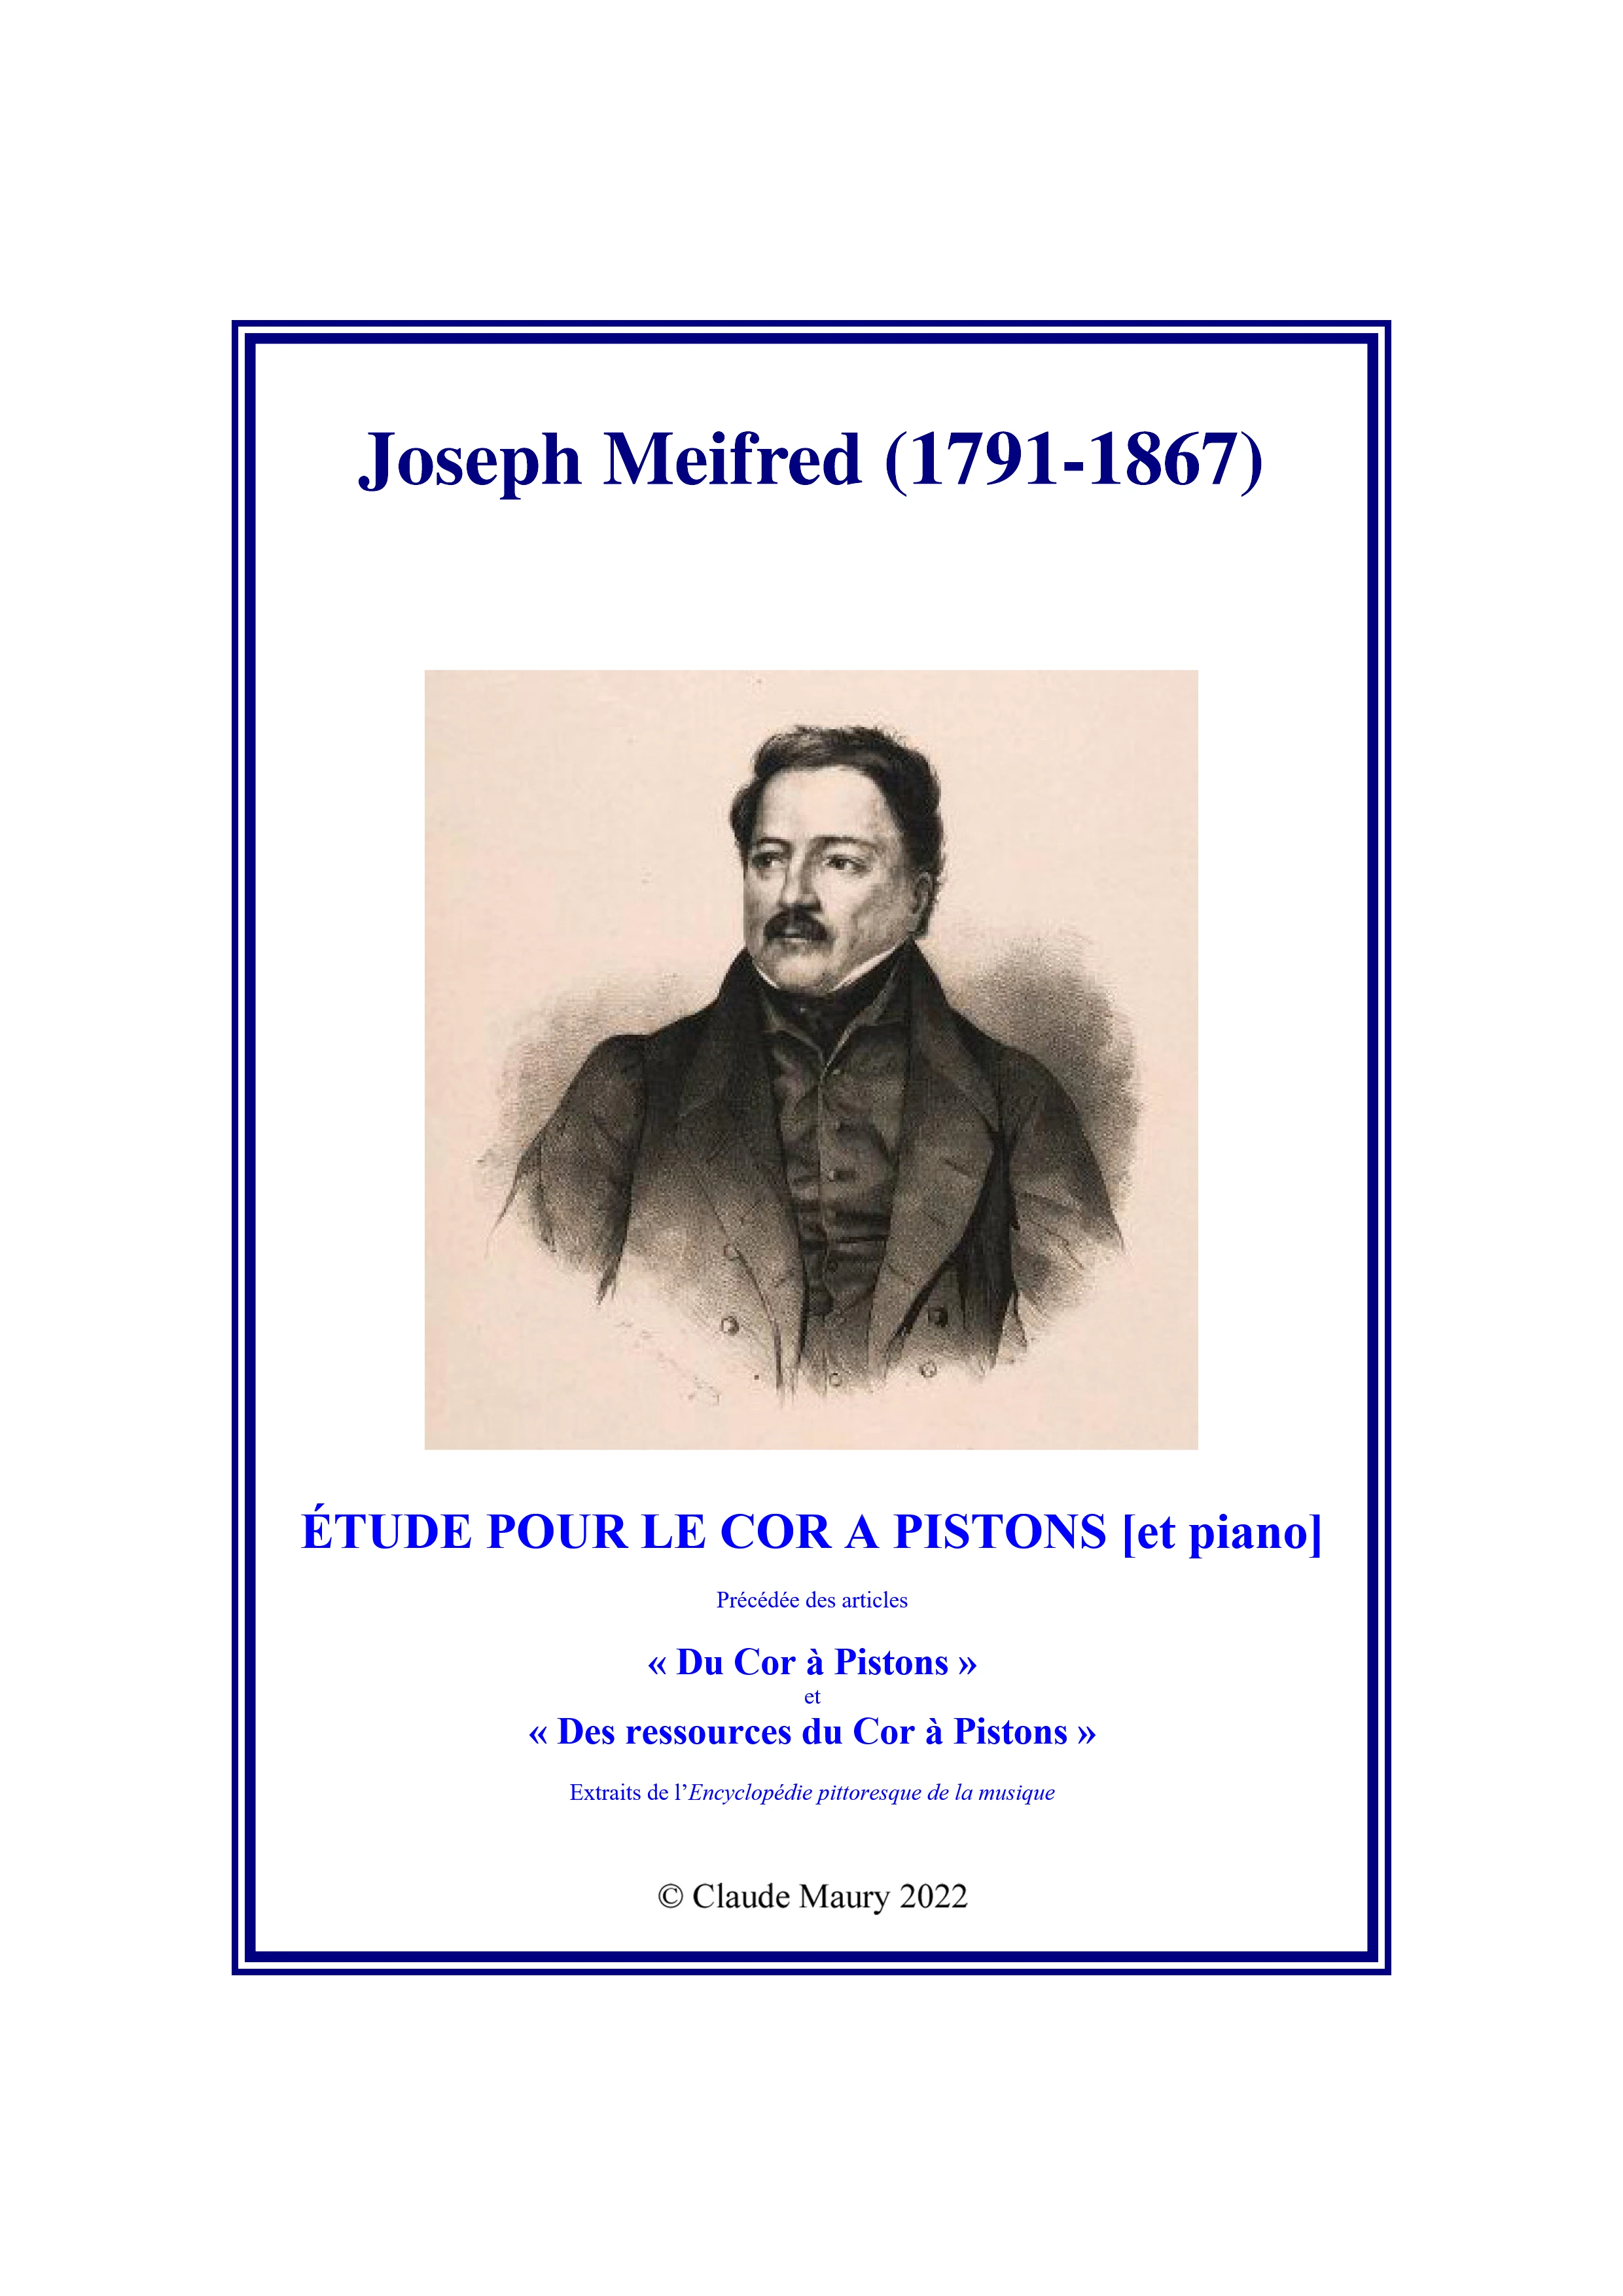 Joseph Meifred (1791-1867)
ÉTUDE POUR LE COR A PISTONS [et piano]
Précédée des articles
« Du Cor à Pistons »
et
« Des ressources du Cor à Pistons »
Extraits de l’Encyclopédie pittoresque de la musique
© Claude Maury 2022